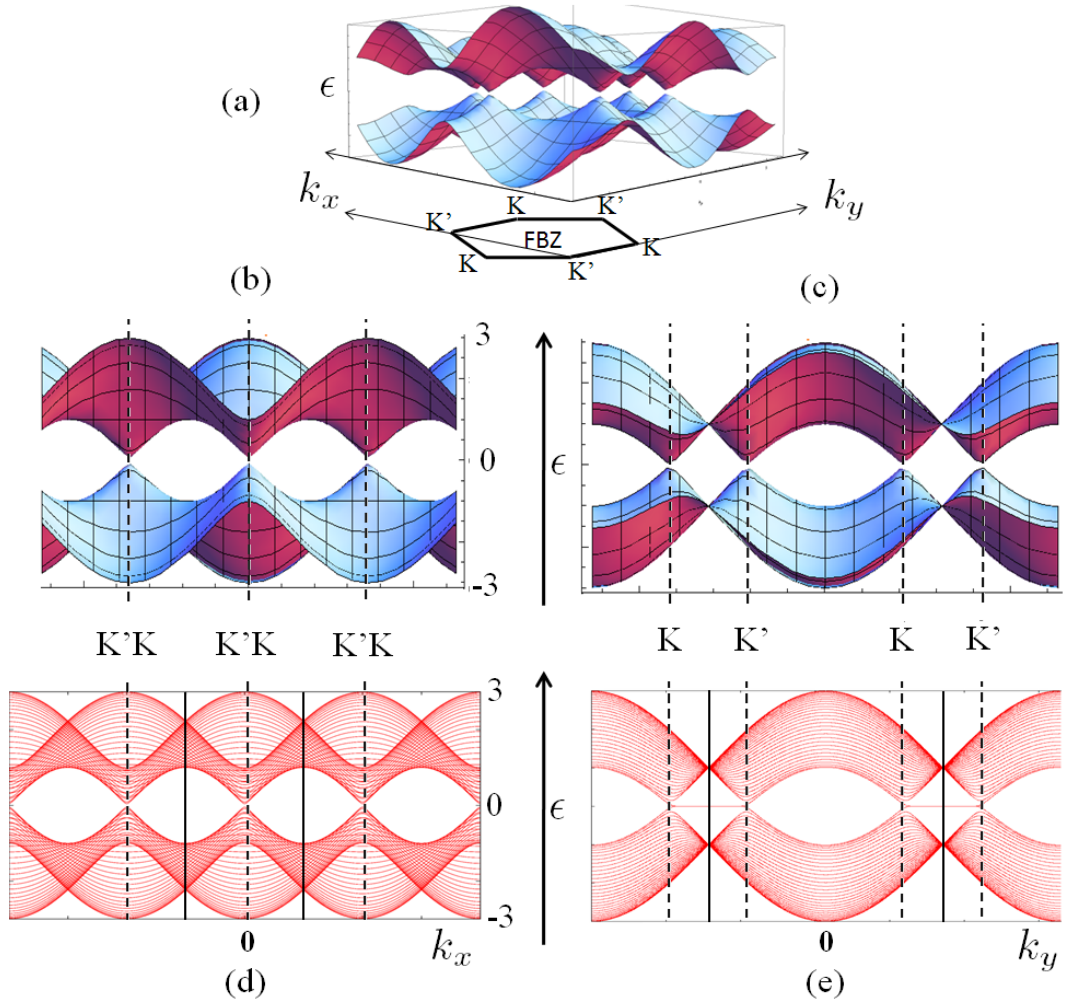 (a)
ϵ
k_x
k_y
K K'
K' FBZ K
K K'
(b) (c)
3
0
-3
ϵ
K'K K'K K'K
K K' K K'
3
0
-3
ϵ
0 k_x
0 k_y
(d) (e)